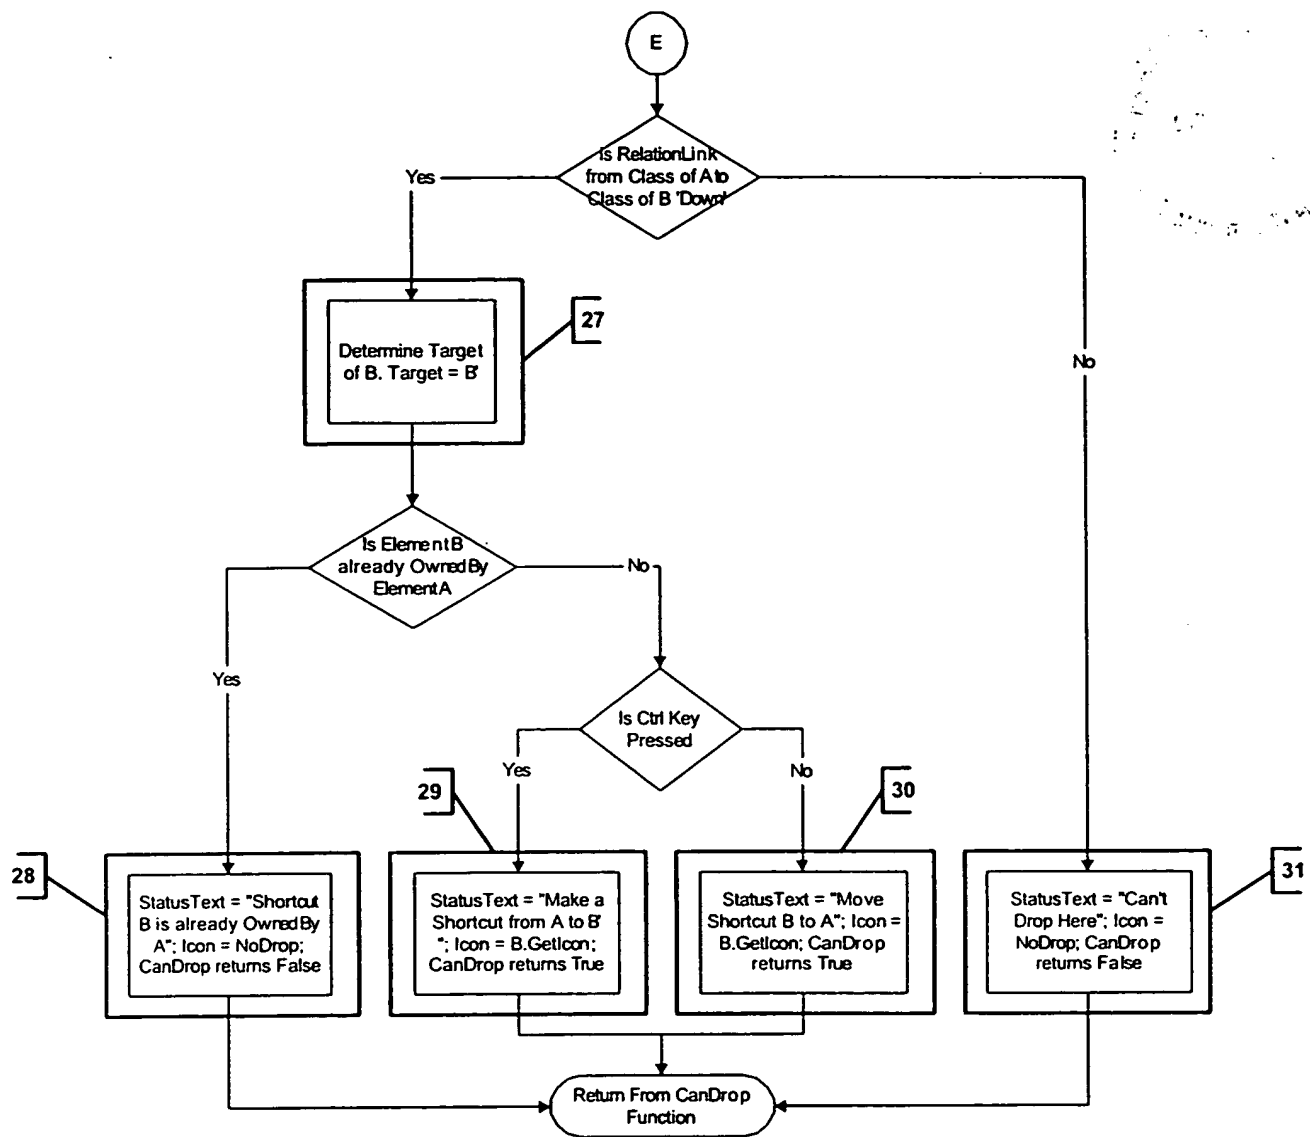 E
Is RelationLink
from Class of A to
Class of B 'Down'
Yes
No
27
Determine Target
of B. Target = B'
Is Element B
already OwnedBy
Element A
No
Yes
Is Ctrl Key
Pressed
Yes
No
28
29
30
31
StatusText = "Shortcut
B is already OwnedBy
A"; Icon = NoDrop;
CanDrop returns False
StatusText = "Make a
Shortcut from A to B'
"; Icon = B.GetIcon;
CanDrop returns True
StatusText = "Move
Shortcut B to A"; Icon =
B.GetIcon; CanDrop
returns True
StatusText = "Can't
Drop Here"; Icon =
NoDrop; CanDrop
returns False
Return From CanDrop
Function